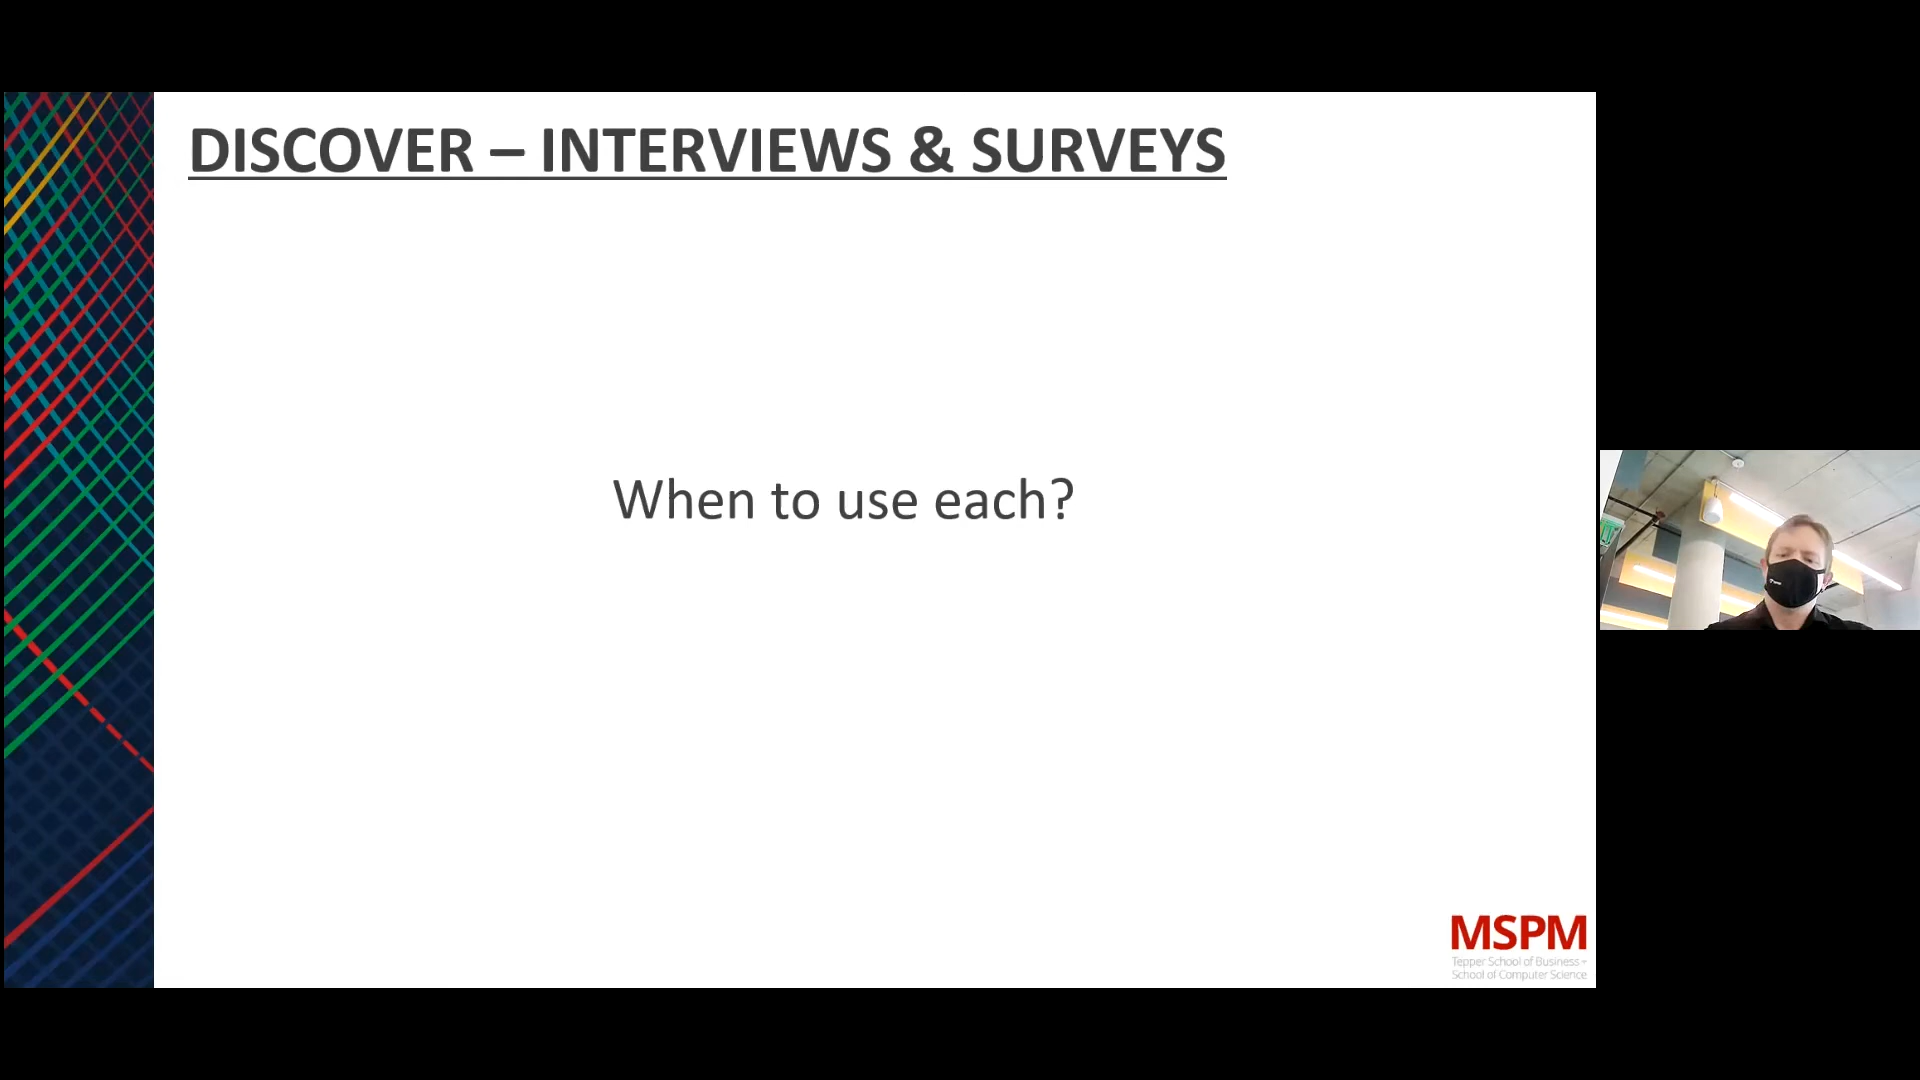 DISCOVER – INTERVIEWS & SURVEYS
When to use each?
MSPM
Tepper School of Business +
School of Computer Science